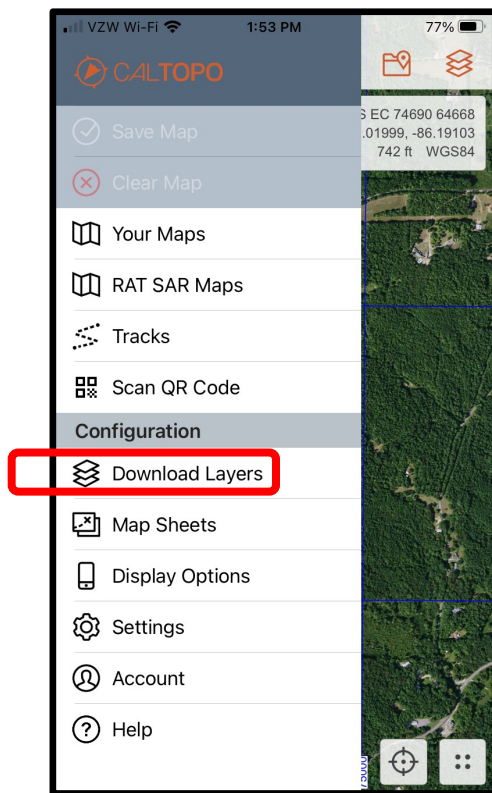 VZW Wi-Fi 1:53 PM 77%
CALTOPO
S EC 74690 64668
.01999, -86.19103
742 ft WGS84
Save Map
Clear Map
Your Maps
RAT SAR Maps
Tracks
Scan QR Code
Configuration
Download Layers
Map Sheets
Display Options
Settings
Account
Help